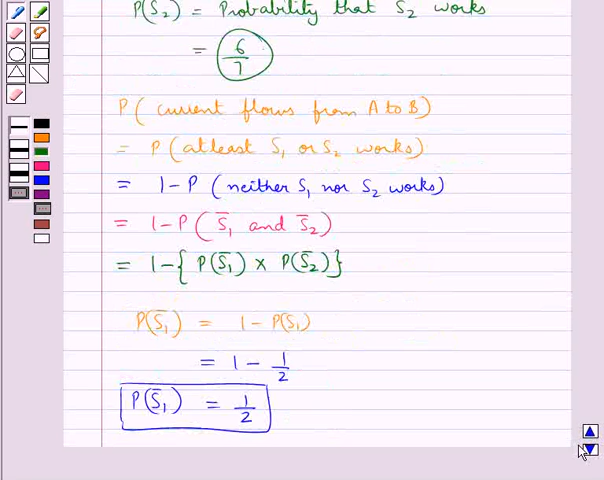 P(S₂) = Probability that S₂ works
= 6/7
P( current flows from A to B)
= P(atleast S₁ or S₂ works)
= 1-P (neither S₁ nor S₂ works)
= 1-P( S̄₁ and S̄₂)
= 1-{ P(S̄₁) × P(S̄₂)}
P(S̄₁) = 1-P(S₁)
= 1 - 1/2
P(S̄₁) = 1/2